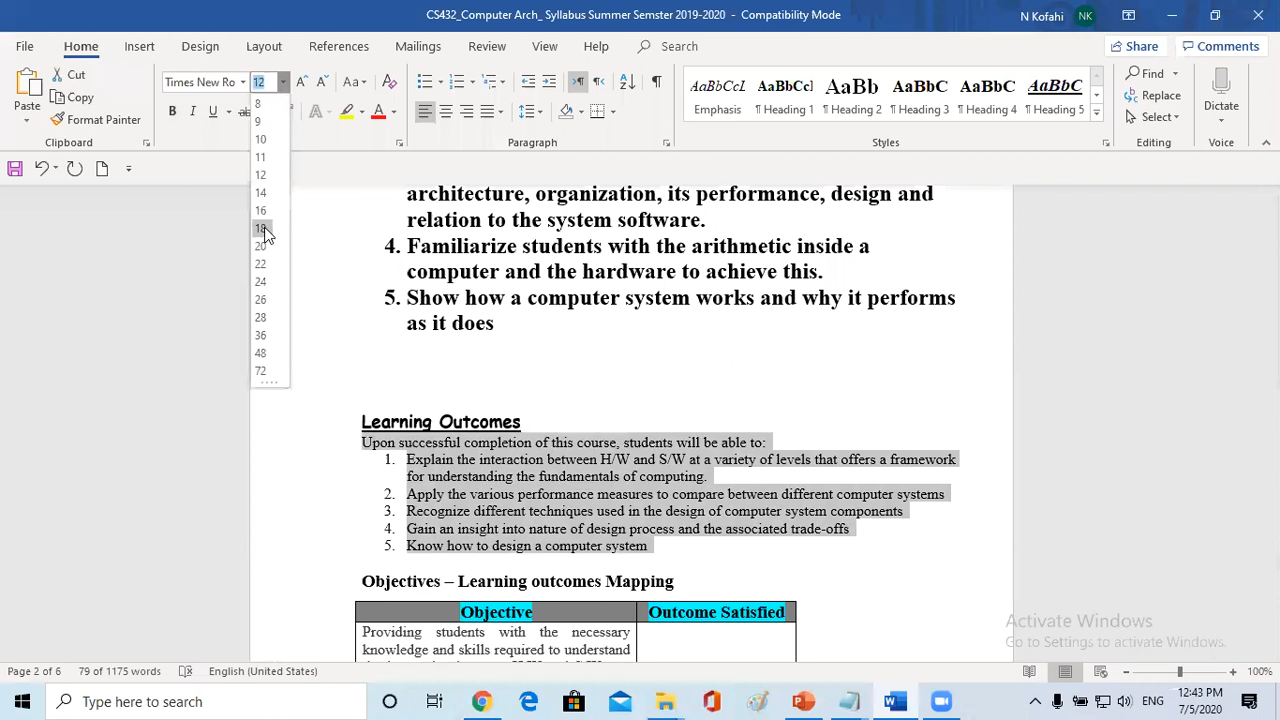 CS432_Computer Arch_ Syllabus Summer Semster 2019-2020 - Compatibility Mode
N Kofahi NK
File Home Insert Design Layout References Mailings Review View Help Search Share Comments
Cut
Copy
Format Painter
Paste
Times New Ro 12 Aa
B I U ab A A
AaBbCcL AaBbCc AaBb AaBbCc AaBbCc
Emphasis ¶ Heading 1 ¶ Heading 2 ¶ Heading 3 ¶ Heading 4 ¶ Heading 5
Find
Replace
Select
Dictate
Clipboard Paragraph Styles Editing Voice
8
9
10
11
12
14
16
18
20
22
24
26
28
36
48
72
architecture, organization, its performance, design and
relation to the system software.
4. Familiarize students with the arithmetic inside a
computer and the hardware to achieve this.
5. Show how a computer system works and why it performs
as it does
Learning Outcomes
Upon successful completion of this course, students will be able to:
1. Explain the interaction between H/W and S/W at a variety of levels that offers a framework
for understanding the fundamentals of computing.
2. Apply the various performance measures to compare between different computer systems
3. Recognize different techniques used in the design of computer system components
4. Gain an insight into nature of design process and the associated trade-offs
5. Know how to design a computer system
Objectives – Learning outcomes Mapping
Objective Outcome Satisfied
Providing students with the necessary
knowledge and skills required to understand
Activate Windows
Go to Settings to activate Windows.
Page 2 of 6 79 of 1175 words English (United States) 100%
Type here to search
ENG
12:43 PM
7/5/2020